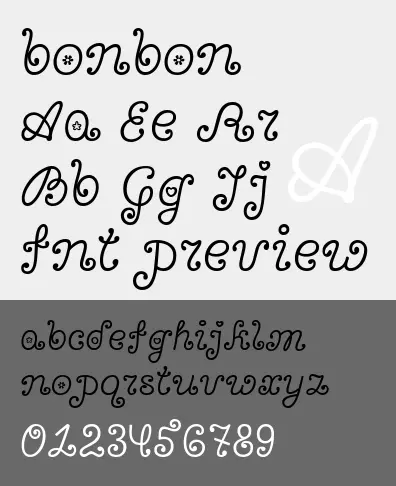 bonbon
Aa Ee Rr
A
Bb Gg Jj
fnt preview
abcdefghijklm
nopqrstuvwxyz
0123456789